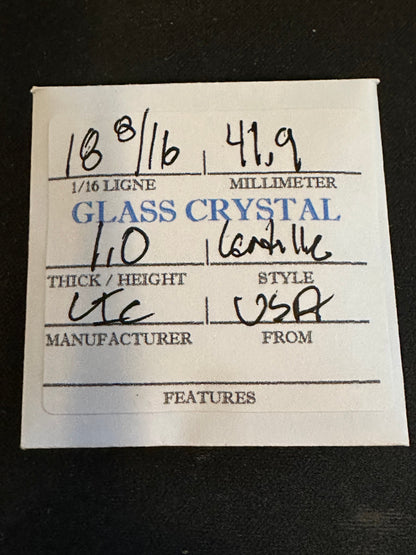 18 8/16 41.9
1/16 LIGNE MILLIMETER
GLASS CRYSTAL
1.0 Lentille
THICK / HEIGHT STYLE
USA
MANUFACTURER FROM
FEATURES